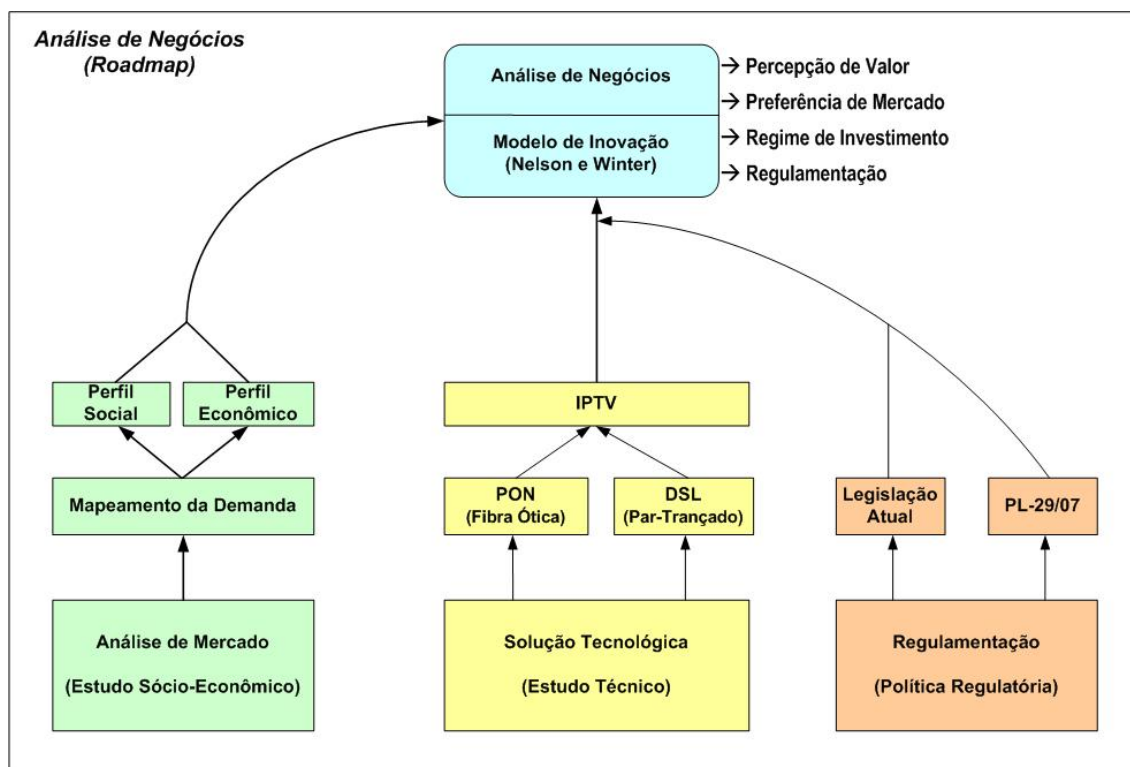 Análise de Negócios
(Roadmap)
Análise de Negócios
Modelo de Inovação
(Nelson e Winter)
→ Percepção de Valor
→ Preferência de Mercado
→ Regime de Investimento
→ Regulamentação
Perfil
Social
Perfil
Econômico
IPTV
Mapeamento da Demanda
PON
(Fibra Ótica)
DSL
(Par-Trançado)
Legislação
Atual
PL-29/07
Análise de Mercado
(Estudo Sócio-Econômico)
Solução Tecnológica
(Estudo Técnico)
Regulamentação
(Política Regulatória)